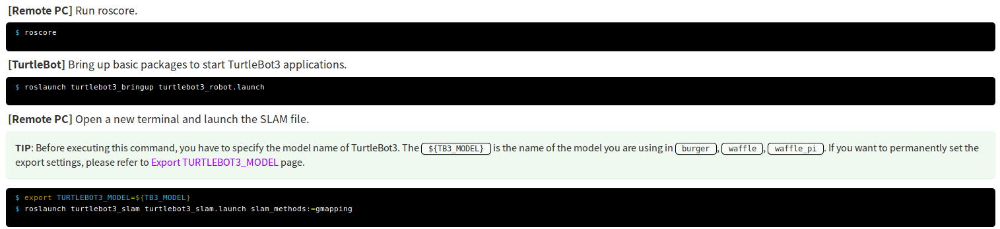 [Remote PC] Run roscore.
$ roscore
[TurtleBot] Bring up basic packages to start TurtleBot3 applications.
$ roslaunch turtlebot3_bringup turtlebot3_robot.launch
[Remote PC] Open a new terminal and launch the SLAM file.
TIP: Before executing this command, you have to specify the model name of TurtleBot3. The ${TB3_MODEL} is the name of the model you are using in burger, waffle, waffle_pi. If you want to permanently set the
export settings, please refer to Export TURTLEBOT3_MODEL page.
$ export TURTLEBOT3_MODEL=${TB3_MODEL}
$ roslaunch turtlebot3_slam turtlebot3_slam.launch slam_methods:=gmapping